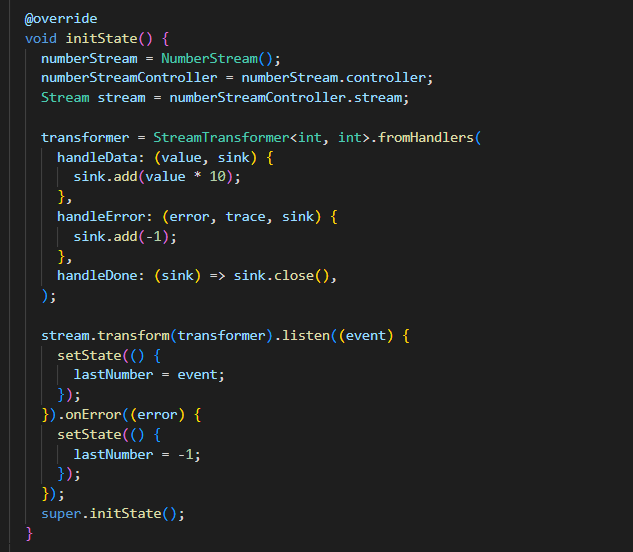 @override
void initState() {
  numberStream = NumberStream();
  numberStreamController = numberStream.controller;
  Stream stream = numberStreamController.stream;

  transformer = StreamTransformer<int, int>.fromHandlers(
    handleData: (value, sink) {
      sink.add(value * 10);
    },
    handleError: (error, trace, sink) {
      sink.add(-1);
    },
    handleDone: (sink) => sink.close(),
  );

  stream.transform(transformer).listen((event) {
    setState(() {
      lastNumber = event;
    });
  }).onError((error) {
    setState(() {
      lastNumber = -1;
    });
  });
  super.initState();
}